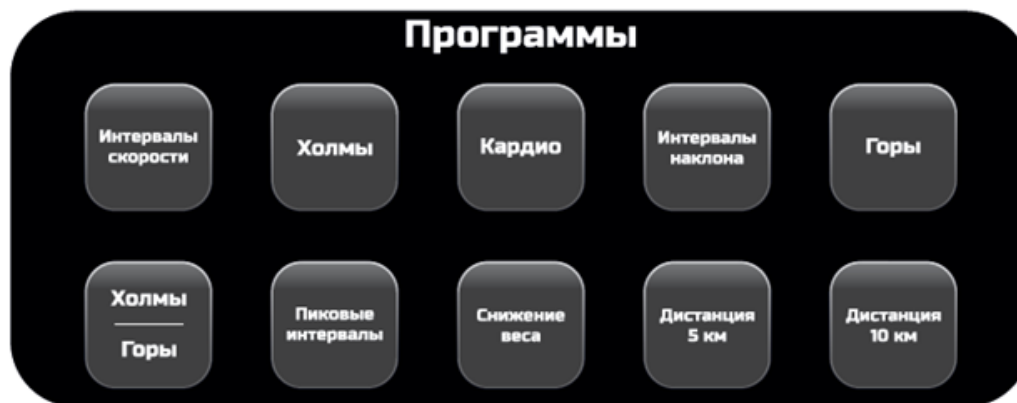 Программы
Интервалы
скорости
Холмы
Кардио
Интервалы
наклона
Горы
Холмы
Горы
Пиковые
интервалы
Снижение
веса
Дистанция
5 км
Дистанция
10 км